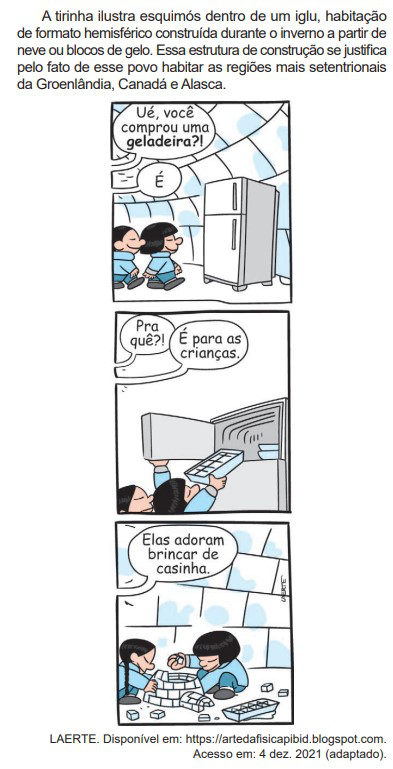 A tirinha ilustra esquimós dentro de um iglu, habitação
de formato hemisférico construída durante o inverno a partir de
neve ou blocos de gelo. Essa estrutura de construção se justifica
pelo fato de esse povo habitar as regiões mais setentrionais
da Groenlândia, Canadá e Alasca.
Ué, você
comprou uma
geladeira?!
É
Pra
quê?!
É para as
crianças.
Elas adoram
brincar de
casinha.
LAERTE
LAERTE. Disponível em: https://artedafisicapibid.blogspot.com.
Acesso em: 4 dez. 2021 (adaptado).